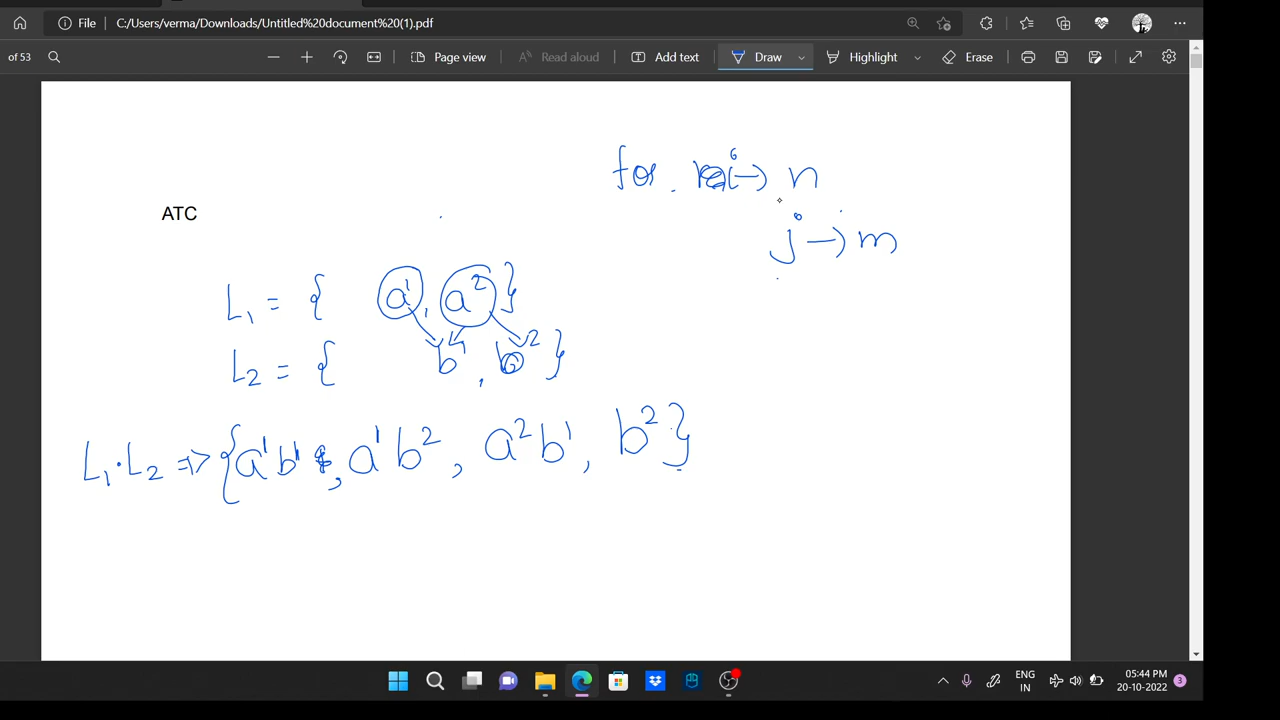 File C:/Users/verma/Downloads/Untitled%20document%20(1).pdf
of 53 Page view Read aloud Add text Draw Highlight Erase
for i → n
j → m
ATC
L₁ = { a¹, a² }
L₂ = { b¹, b² }
L₁·L₂ => { a¹b¹, a¹b², a²b¹, b² }
ENG
IN
05:44 PM
20-10-2022
3